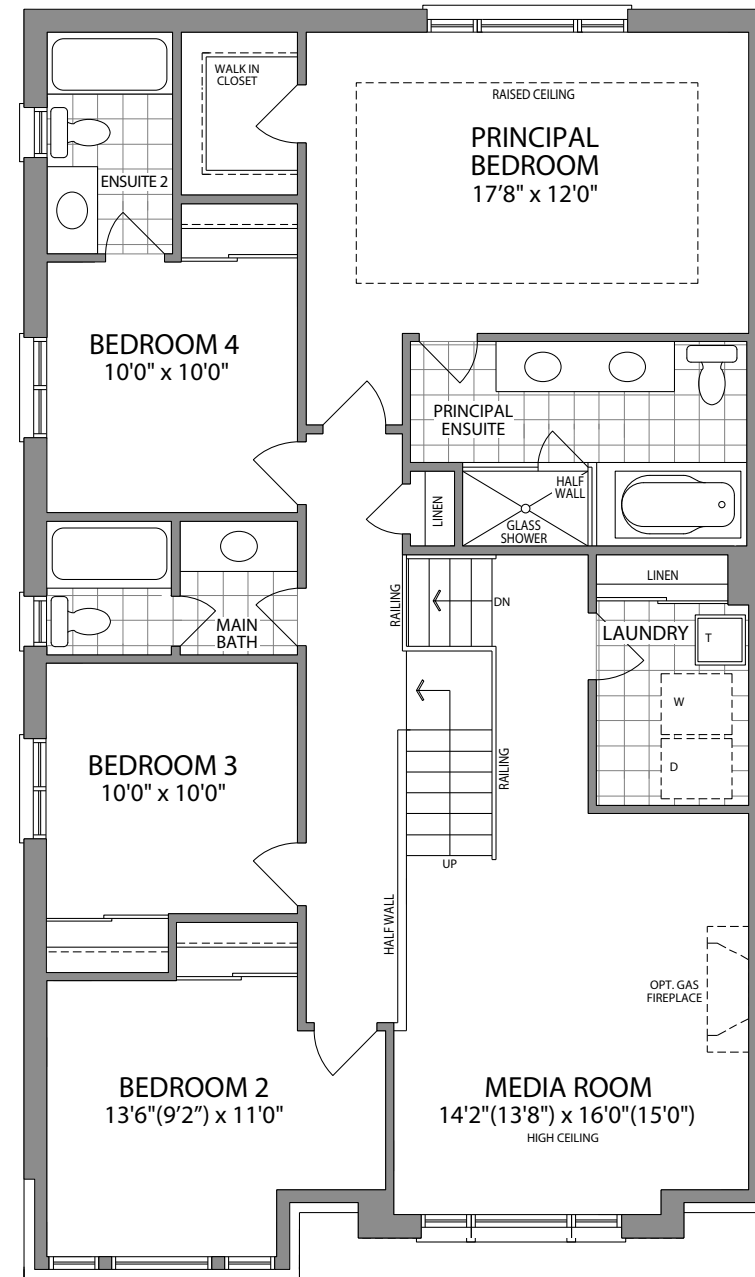 WALK IN
CLOSET
RAISED CEILING
PRINCIPAL
BEDROOM
17'8" x 12'0"
ENSUITE 2
BEDROOM 4
10'0" x 10'0"
PRINCIPAL
ENSUITE
HALF
WALL
LINEN
GLASS
SHOWER
LINEN
RAILING
DN
MAIN
BATH
LAUNDRY
T
W
D
BEDROOM 3
10'0" x 10'0"
RAILING
UP
HALF WALL
OPT. GAS
FIREPLACE
BEDROOM 2
13'6"(9'2") x 11'0"
MEDIA ROOM
14'2"(13'8") x 16'0"(15'0")
HIGH CEILING